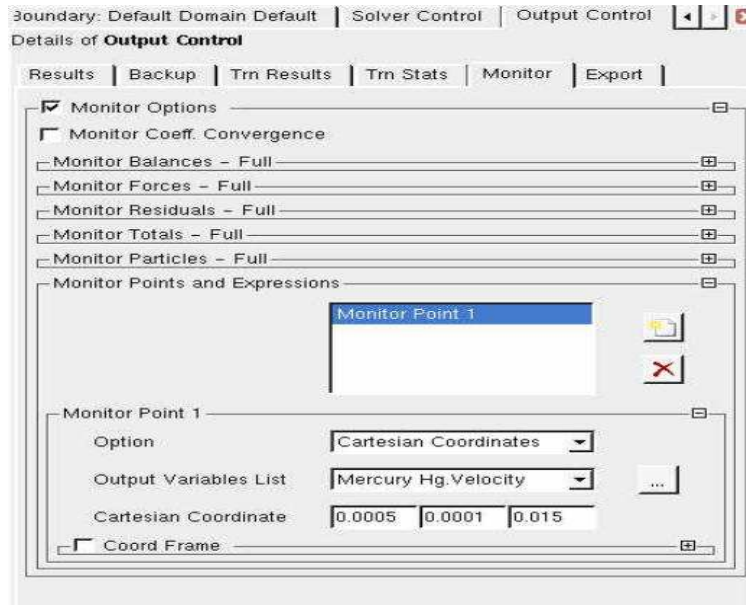 Boundary: Default Domain Default Solver Control Output Control
Details of Output Control
Results Backup Trn Results Trn Stats Monitor Export
Monitor Options
Monitor Coeff. Convergence
Monitor Balances - Full
Monitor Forces - Full
Monitor Residuals - Full
Monitor Totals - Full
Monitor Particles - Full
Monitor Points and Expressions
Monitor Point 1
Monitor Point 1
Option Cartesian Coordinates
Output Variables List Mercury Hg.Velocity ...
Cartesian Coordinate 0.0005 0.0001 0.015
Coord Frame